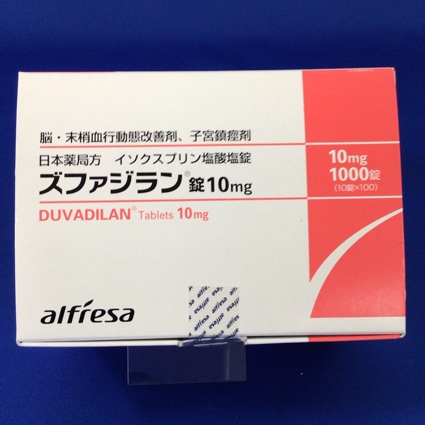 脳・末梢血行動態改善剤、子宮鎮痙剤
日本薬局方 イソクスプリン塩酸塩錠
ズファジラン®錠10mg
DUVADILAN® Tablets 10mg
10mg
1000錠
(10錠×100)
alfresa